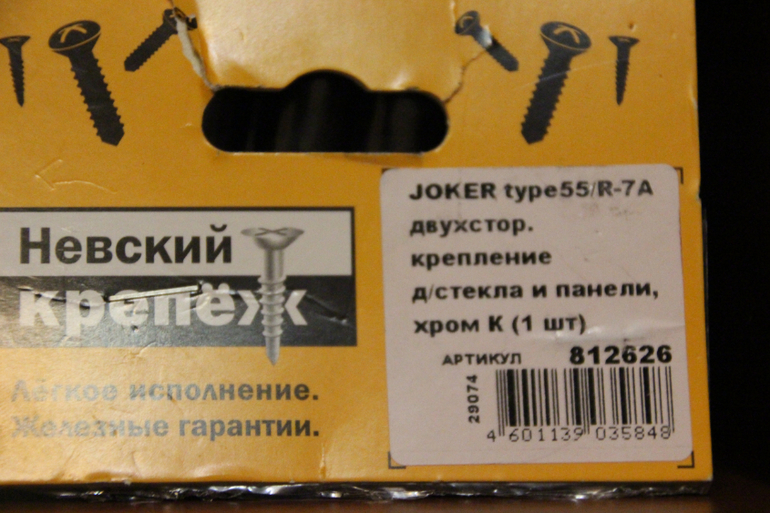 Невский
крепёж
Лёгкое исполнение.
Железные гарантии.
JOKER type55/R-7A
двухстор.
крепление
д/стекла и панели,
хром К (1 шт)
АРТИКУЛ 812626
29074
4 601139 035848